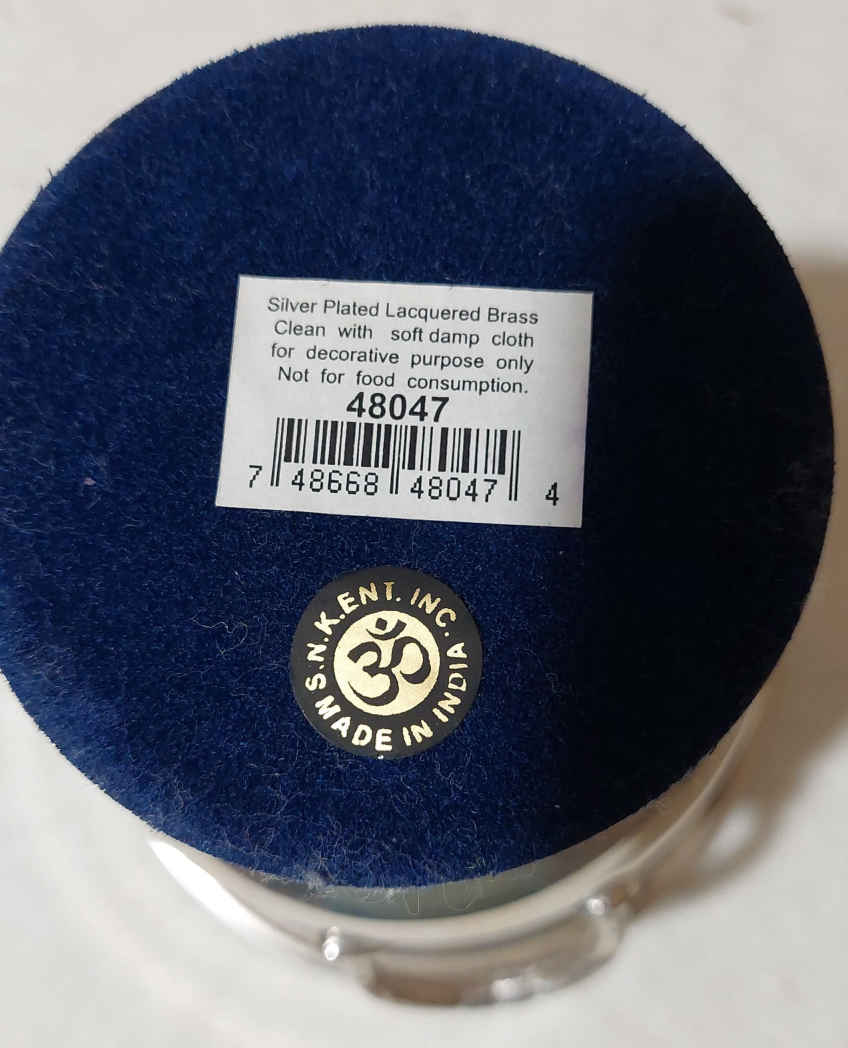 Silver Plated Lacquered Brass
Clean with soft damp cloth
for decorative purpose only
Not for food consumption.
48047
7 48668 48047 4
S.N.K.ENT. INC.
ॐ
MADE IN INDIA